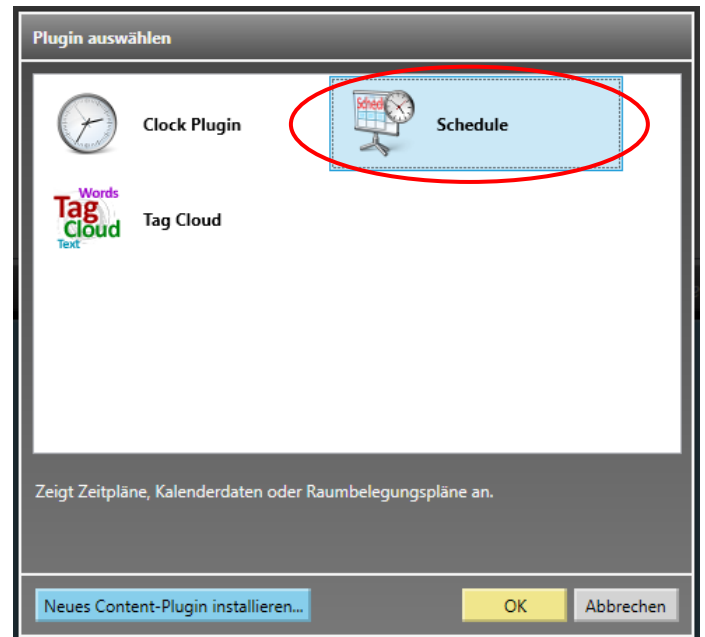 Plugin auswählen
Clock Plugin
Sched
Schedule
Words
Tag
Cloud
Text
Tag Cloud
Zeigt Zeitpläne, Kalenderdaten oder Raumbelegungspläne an.
Neues Content-Plugin installieren...
OK
Abbrechen